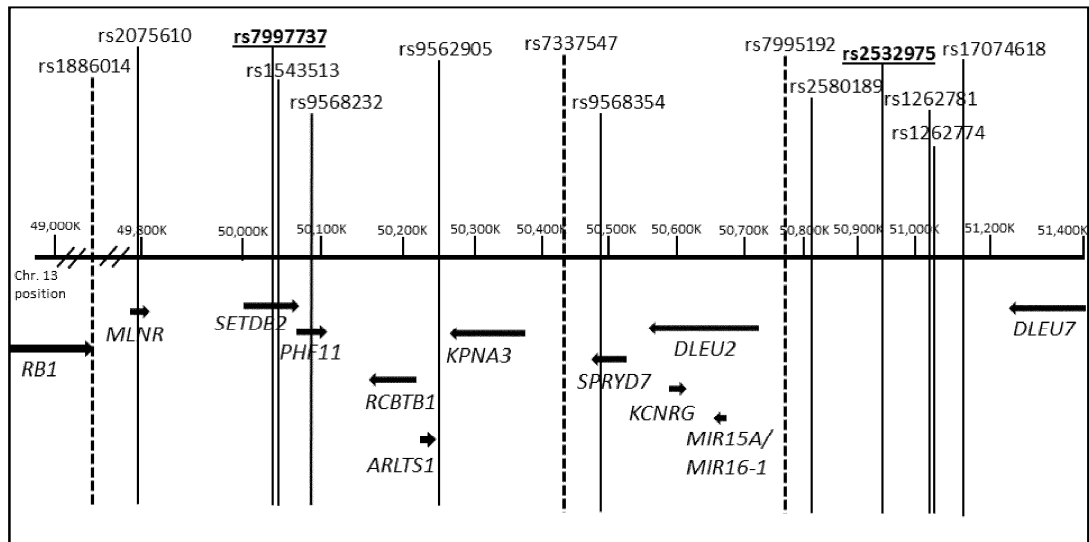 rs2075610
rs7997737
rs9562905
rs7337547
rs7995192
rs2532975
rs17074618
rs1886014
rs1543513
rs2580189
rs9568232
rs9568354
rs1262781
rs1262774
49,000K
49,800K
50,000K
50,100K
50,200K
50,300K
50,400K
50,500K
50,600K
50,700K
50,800K
50,900K
51,000K
51,200K
51,400K
Chr. 13
position
RB1
MLNR
SETDB2
PHF11
RCBTB1
ARLTS1
KPNA3
SPRYD7
DLEU2
KCNRG
MIR15A/
MIR16-1
DLEU7